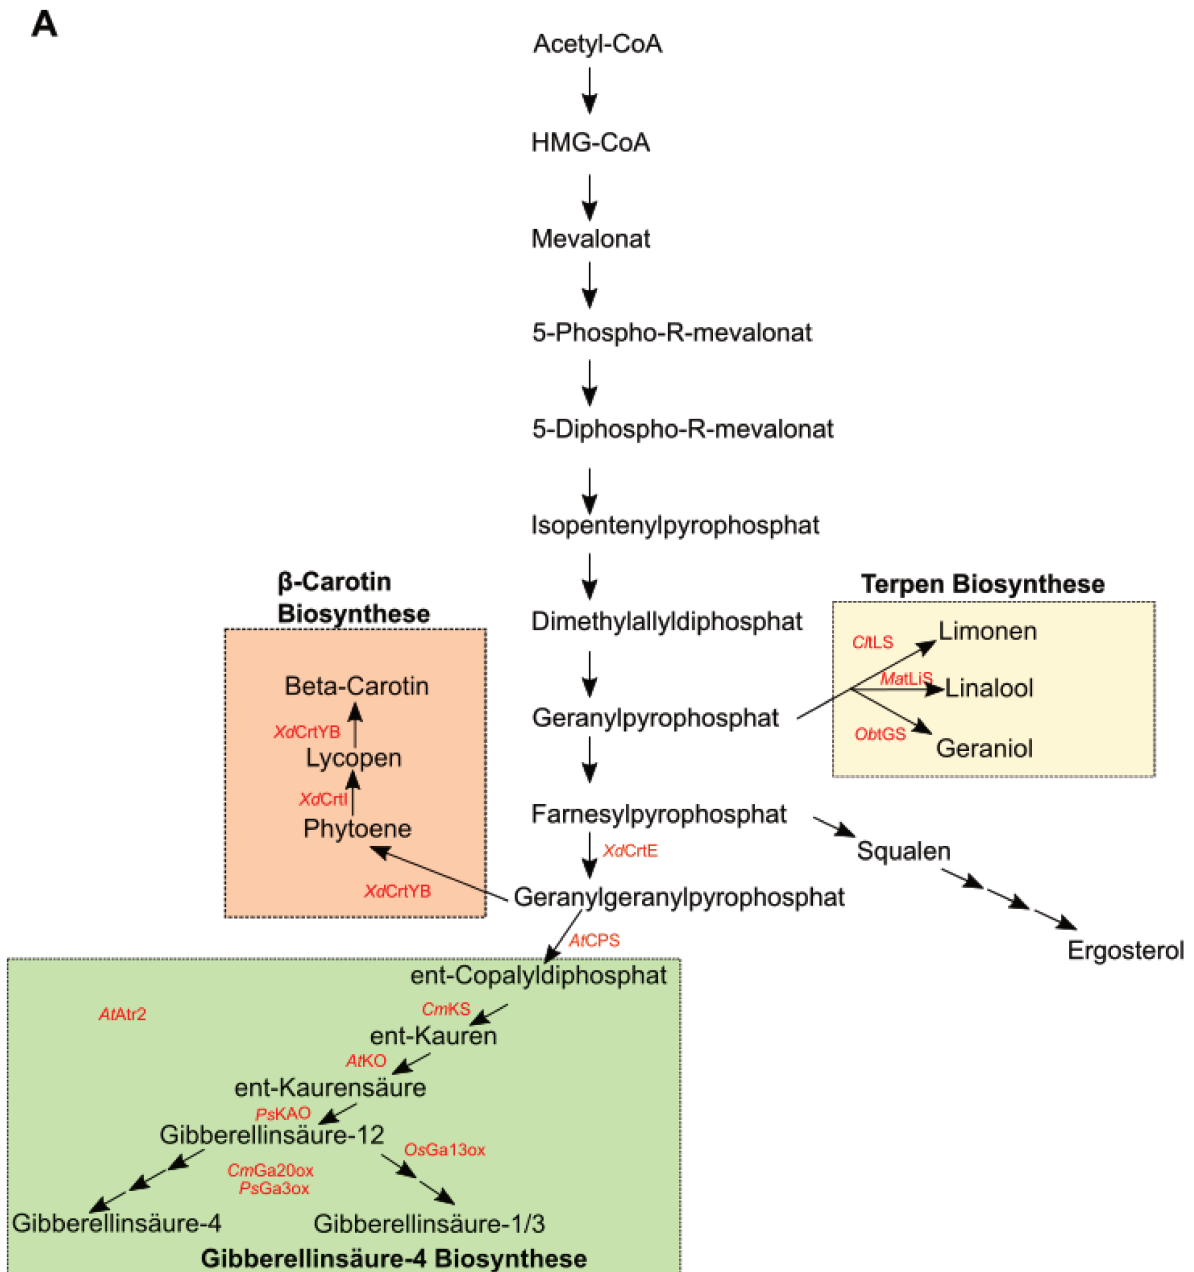 A
Acetyl-CoA
HMG-CoA
Mevalonat
5-Phospho-R-mevalonat
5-Diphospho-R-mevalonat
Isopentenylpyrophosphat
β-Carotin
Biosynthese
Terpen Biosynthese
Dimethylallyldiphosphat
Limonen
CltLS
MatLiS
Linalool
Beta-Carotin
Geranylpyrophosphat
XdCrtYB
ObtGS
Geraniol
Lycopen
XdCrtI
Farnesylpyrophosphat
Phytoene
XdCrtE
Squalen
XdCrtYB
Geranylgeranylpyrophosphat
AtCPS
Ergosterol
ent-Copalyldiphosphat
AtAtr2
CmKS
ent-Kauren
AtKO
ent-Kaurensäure
PsKAO
Gibberellinsäure-12
OsGa13ox
CmGa20ox
PsGa3ox
Gibberellinsäure-4
Gibberellinsäure-1/3
Gibberellinsäure-4 Biosynthese